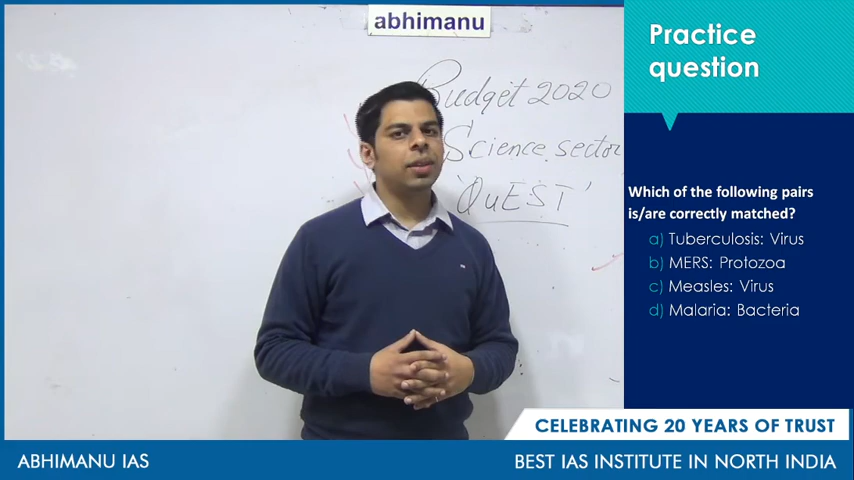 abhimanu
Budget 2020
Science sector
'QuEST'
Practice
question
Which of the following pairs
is/are correctly matched?
a) Tuberculosis: Virus
b) MERS: Protozoa
c) Measles: Virus
d) Malaria: Bacteria
CELEBRATING 20 YEARS OF TRUST
ABHIMANU IAS
BEST IAS INSTITUTE IN NORTH INDIA